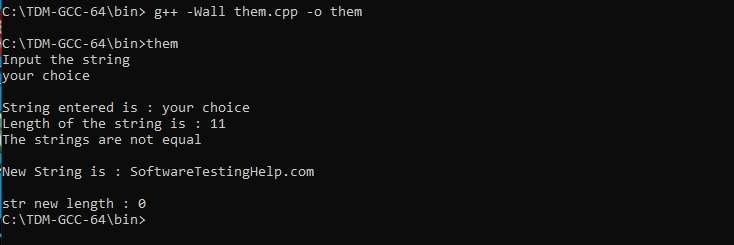 C:\TDM-GCC-64\bin> g++ -Wall them.cpp -o them
C:\TDM-GCC-64\bin>them
Input the string
your choice
String entered is : your choice
Length of the string is : 11
The strings are not equal
New String is : SoftwareTestingHelp.com
str new length : 0
C:\TDM-GCC-64\bin>